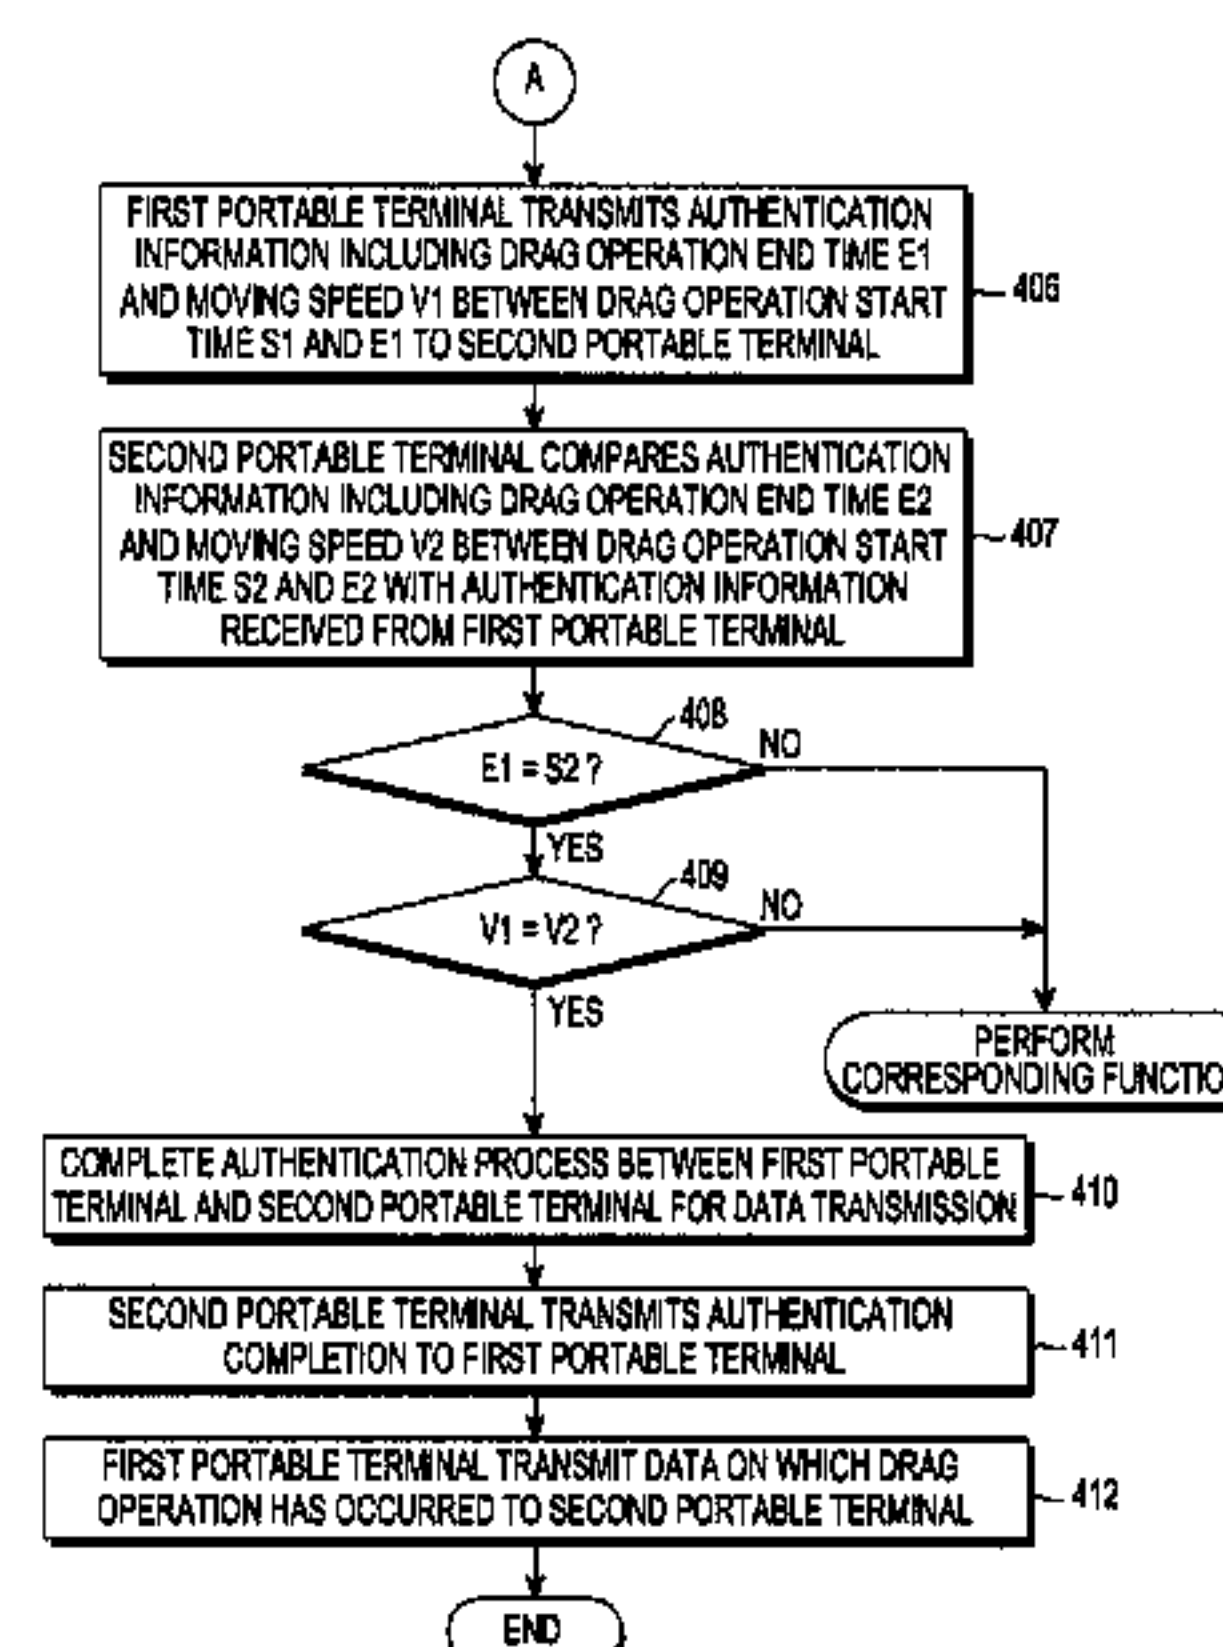 A
FIRST PORTABLE TERMINAL TRANSMITS AUTHENTICATION
INFORMATION INCLUDING DRAG OPERATION END TIME E1
AND MOVING SPEED V1 BETWEEN DRAG OPERATION START
TIME S1 AND E1 TO SECOND PORTABLE TERMINAL
406
SECOND PORTABLE TERMINAL COMPARES AUTHENTICATION
INFORMATION INCLUDING DRAG OPERATION END TIME E2
AND MOVING SPEED V2 BETWEEN DRAG OPERATION START
TIME S2 AND E2 WITH AUTHENTICATION INFORMATION
RECEIVED FROM FIRST PORTABLE TERMINAL
407
408
E1 = S2 ?
NO
YES
409
V1 = V2 ?
NO
YES
PERFORM
CORRESPONDING FUNCTIO
COMPLETE AUTHENTICATION PROCESS BETWEEN FIRST PORTABLE
TERMINAL AND SECOND PORTABLE TERMINAL FOR DATA TRANSMISSION
410
SECOND PORTABLE TERMINAL TRANSMITS AUTHENTICATION
COMPLETION TO FIRST PORTABLE TERMINAL
411
FIRST PORTABLE TERMINAL TRANSMIT DATA ON WHICH DRAG
OPERATION HAS OCCURRED TO SECOND PORTABLE TERMINAL
412
END